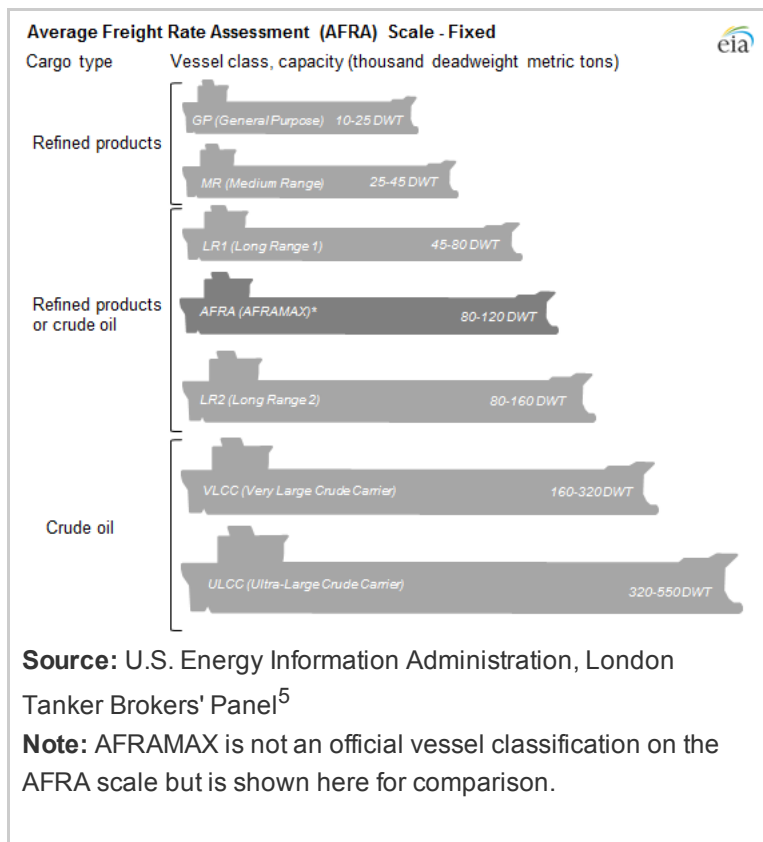 Average Freight Rate Assessment (AFRA) Scale - Fixed
eia
Cargo type Vessel class, capacity (thousand deadweight metric tons)
GP (General Purpose) 10-25 DWT
Refined products
MR (Medium Range) 25-45 DWT
LR1 (Long Range 1) 45-80 DWT
Refined products
or crude oil
AFRA (AFRAMAX)* 80-120 DWT
LR2 (Long Range 2) 80-160 DWT
VLCC (Very Large Crude Carrier) 160-320 DWT
Crude oil
ULCC (Ultra-Large Crude Carrier) 320-550 DWT
Source: U.S. Energy Information Administration, London
Tanker Brokers' Panel5
Note: AFRAMAX is not an official vessel classification on the
AFRA scale but is shown here for comparison.